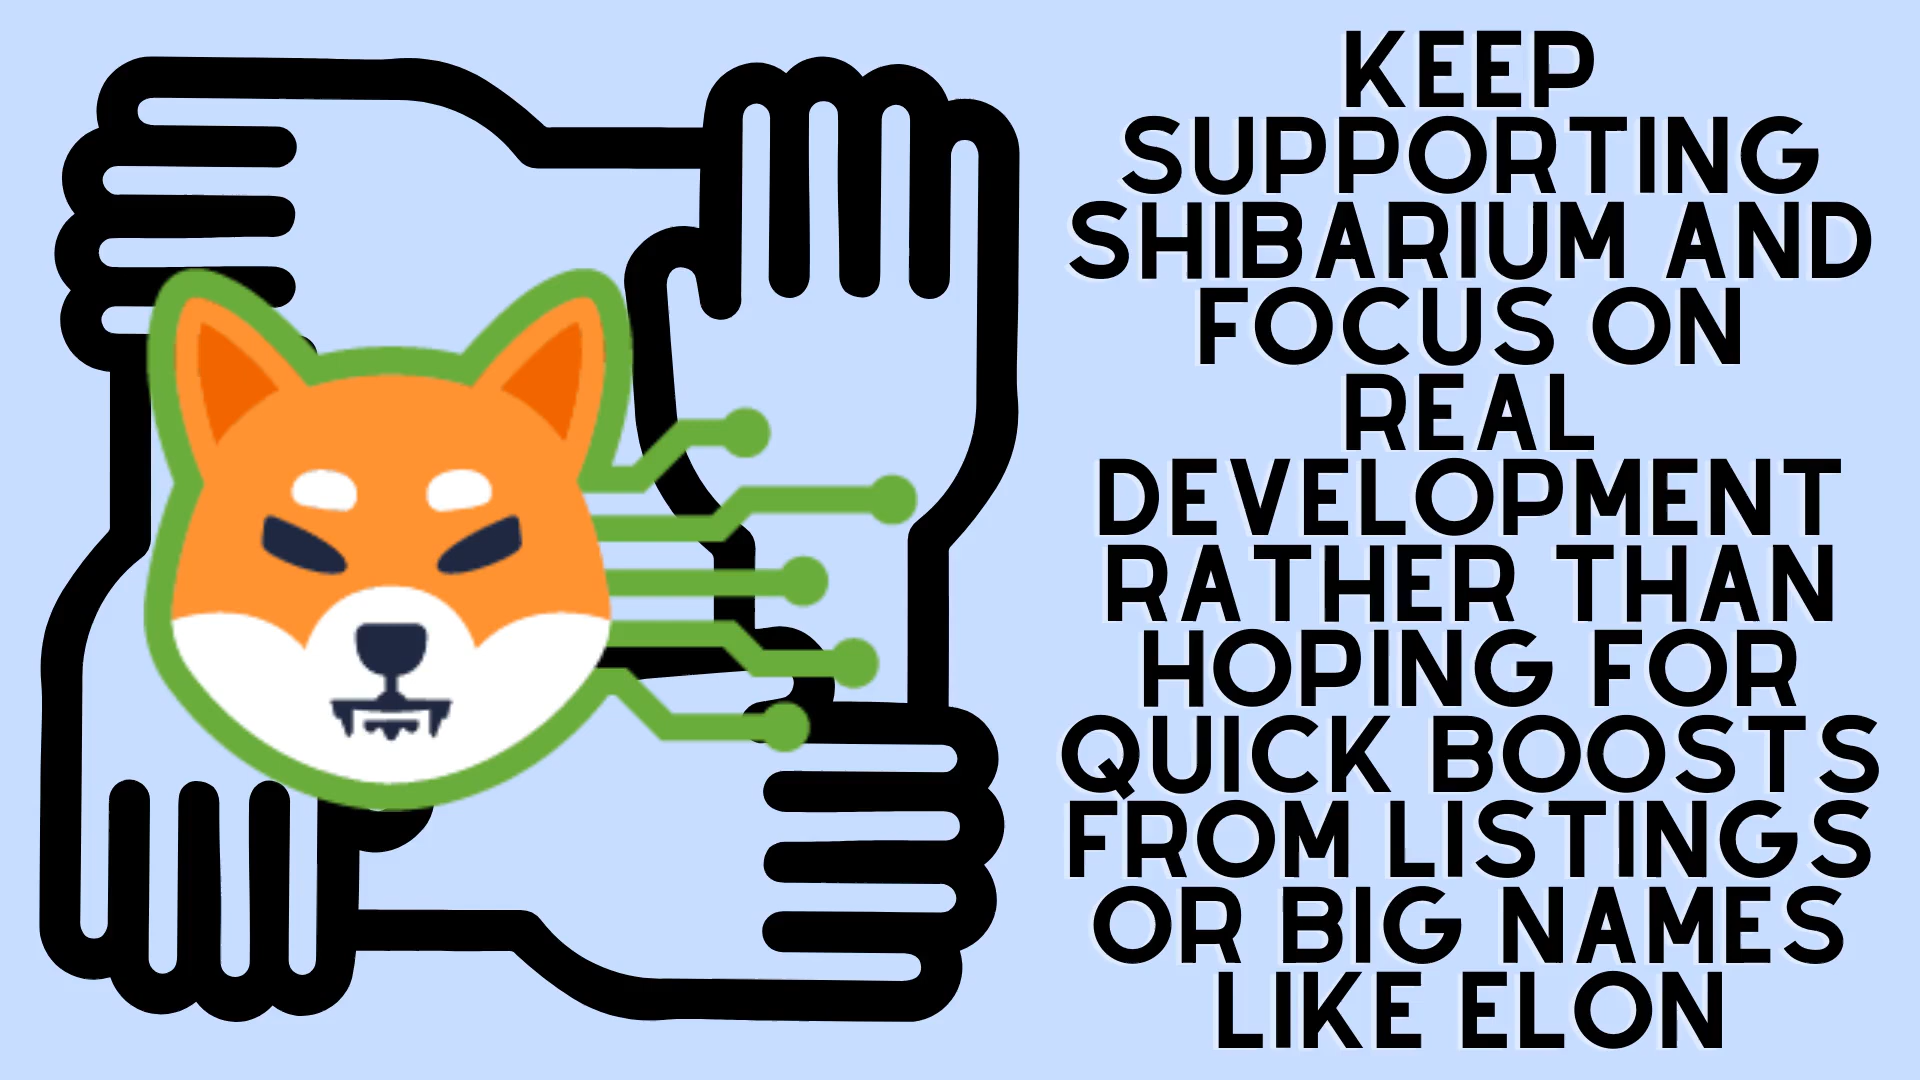 KEEP
SUPPORTING
SHIBARIUM AND
FOCUS ON
REAL
DEVELOPMENT
RATHER THAN
HOPING FOR
QUICK BOOSTS
FROM LISTINGS
OR BIG NAMES
LIKE ELON